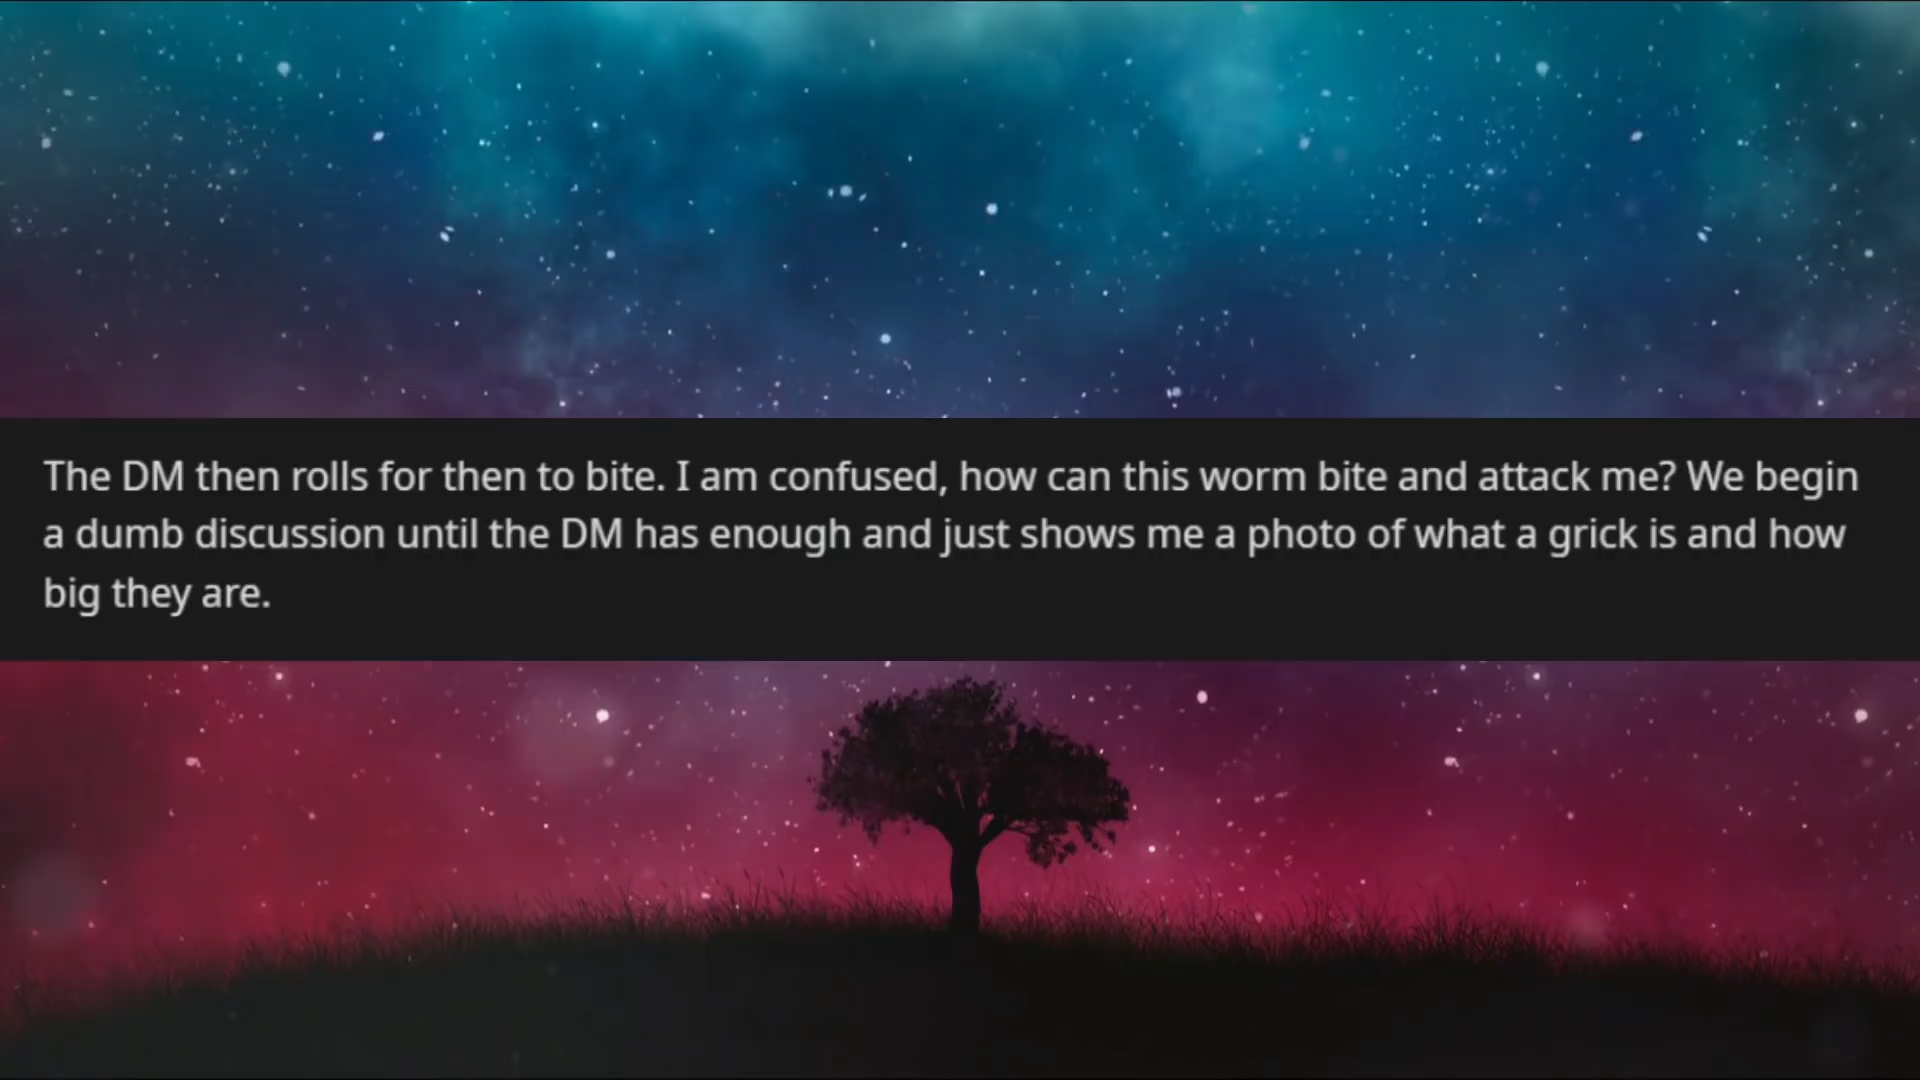 The DM then rolls for then to bite. I am confused, how can this worm bite and attack me? We begin
a dumb discussion until the DM has enough and just shows me a photo of what a grick is and how
big they are.